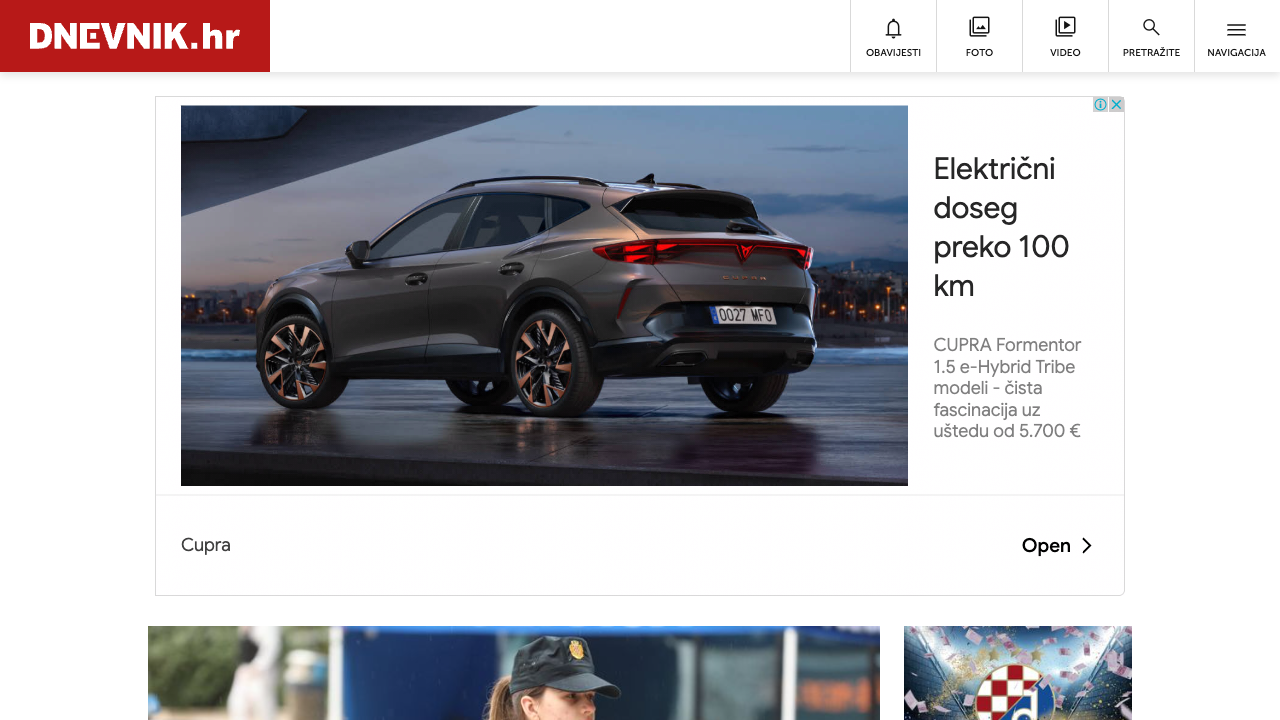 DNEVNIK.hr
OBAVIJESTI
FOTO
VIDEO
PRETRAŽITE
NAVIGACIJA
Električni
doseg
preko 100
km
CUPRA Formentor
1.5 e-Hybrid Tribe
modeli - čista
fascinacija uz
uštedu od 5.700 €
CUPRA
0027 MFO
Cupra
Open